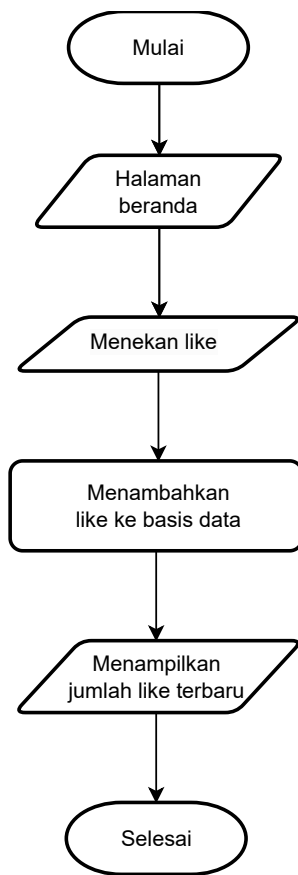 Mulai
Halaman
beranda
Menekan like
Menambahkan
like ke basis data
Menampilkan
jumlah like terbaru
Selesai